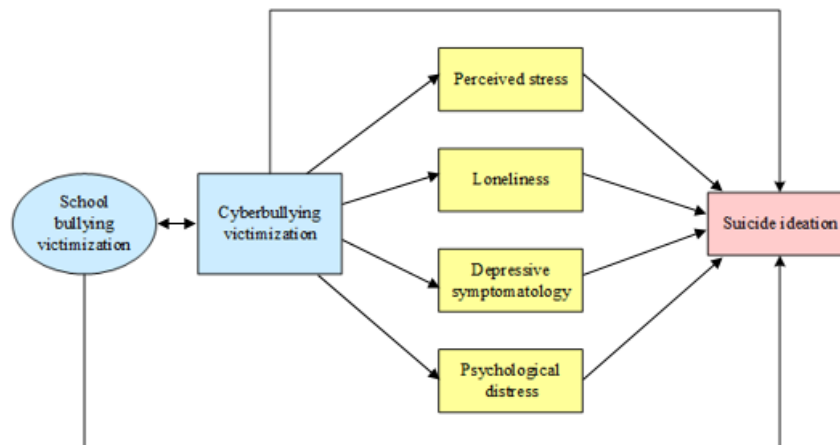 School
bullying
victimization
Cyberbullying
victimization
Perceived stress
Loneliness
Depressive
symptomatology
Psychological
distress
Suicide ideation